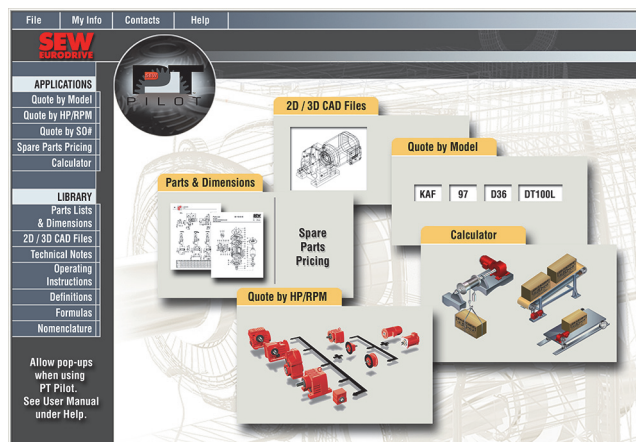 File
My Info
Contacts
Help
SEW
EURODRIVE
SEW
PT
PILOT
APPLICATIONS
Quote by Model
Quote by HP/RPM
Quote by SO#
Spare Parts Pricing
Calculator
LIBRARY
Parts Lists
& Dimensions
2D / 3D CAD Files
Technical Notes
Operating
Instructions
Definitions
Formulas
Nomenclature
Allow pop-ups
when using
PT Pilot.
See User Manual
under Help.
2D / 3D CAD Files
Quote by Model
KAF
97
D36
DT100L
Parts & Dimensions
Spare
Parts
Pricing
Calculator
Quote by HP/RPM